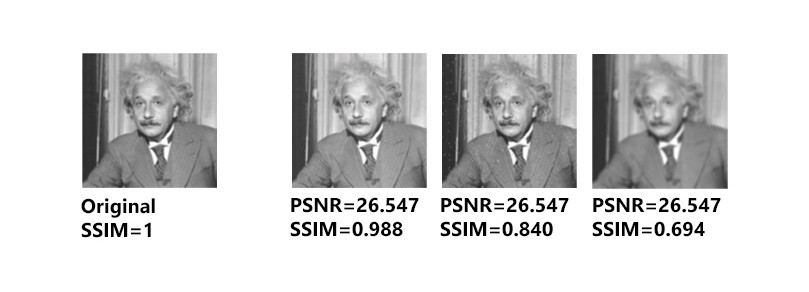 Original
SSIM=1
PSNR=26.547
SSIM=0.988
PSNR=26.547
SSIM=0.840
PSNR=26.547
SSIM=0.694